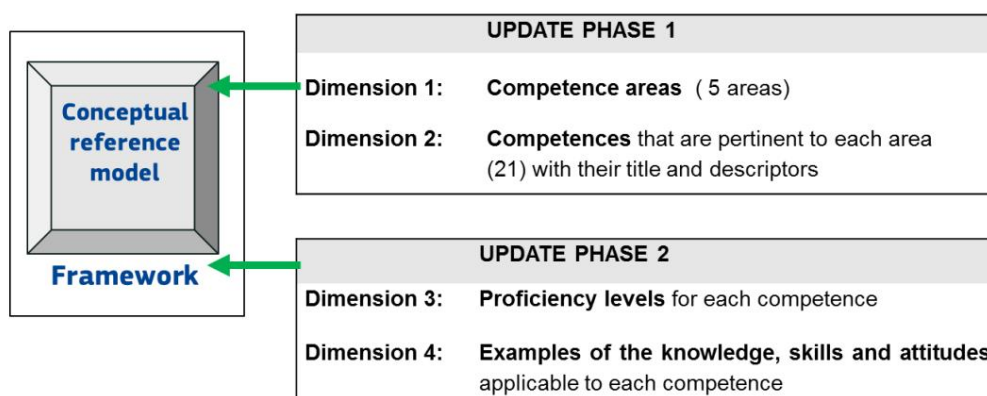 Conceptual
reference
model
Framework
UPDATE PHASE 1
Dimension 1: Competence areas ( 5 areas)
Dimension 2: Competences that are pertinent to each area
(21) with their title and descriptors
UPDATE PHASE 2
Dimension 3: Proficiency levels for each competence
Dimension 4: Examples of the knowledge, skills and attitudes
applicable to each competence